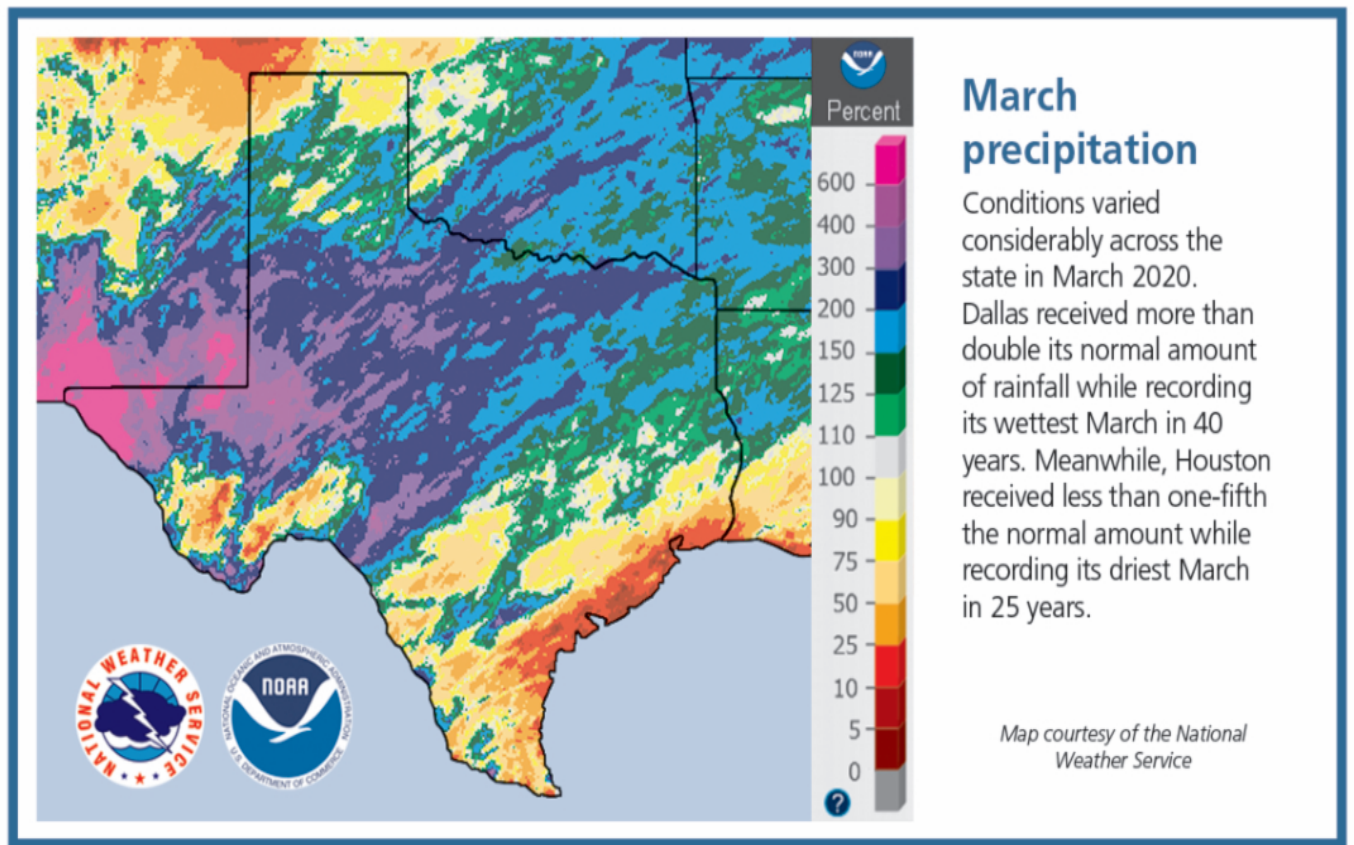 NOAA
Percent
600
400
300
200
150
125
110
100
90
75
50
25
10
5
0
?
NATIONAL WEATHER SERVICE
NATIONAL OCEANIC AND ATMOSPHERIC ADMINISTRATION
NOAA
U.S. DEPARTMENT OF COMMERCE
March
precipitation
Conditions varied
considerably across the
state in March 2020.
Dallas received more than
double its normal amount
of rainfall while recording
its wettest March in 40
years. Meanwhile, Houston
received less than one-fifth
the normal amount while
recording its driest March
in 25 years.
Map courtesy of the National
Weather Service